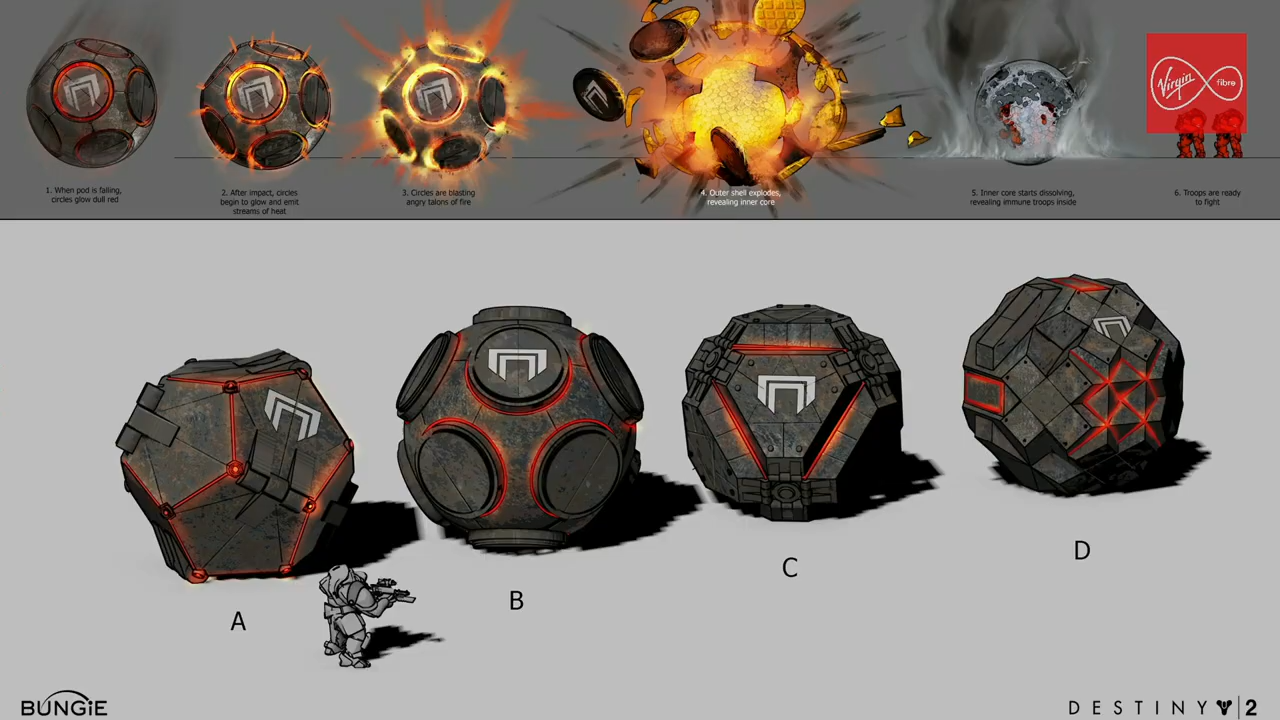 Virgin
fibre
1. When pod is falling,
circles glow dull red
2. After impact, circles
begin to glow and emit
streams of heat
3. Circles are blasting
angry talons of fire
4. Outer shell explodes,
revealing inner core
5. Inner core starts dissolving,
revealing immune troops inside
6. Troops are ready
to fight
A
B
C
D
BUNGiE
DESTINY 2